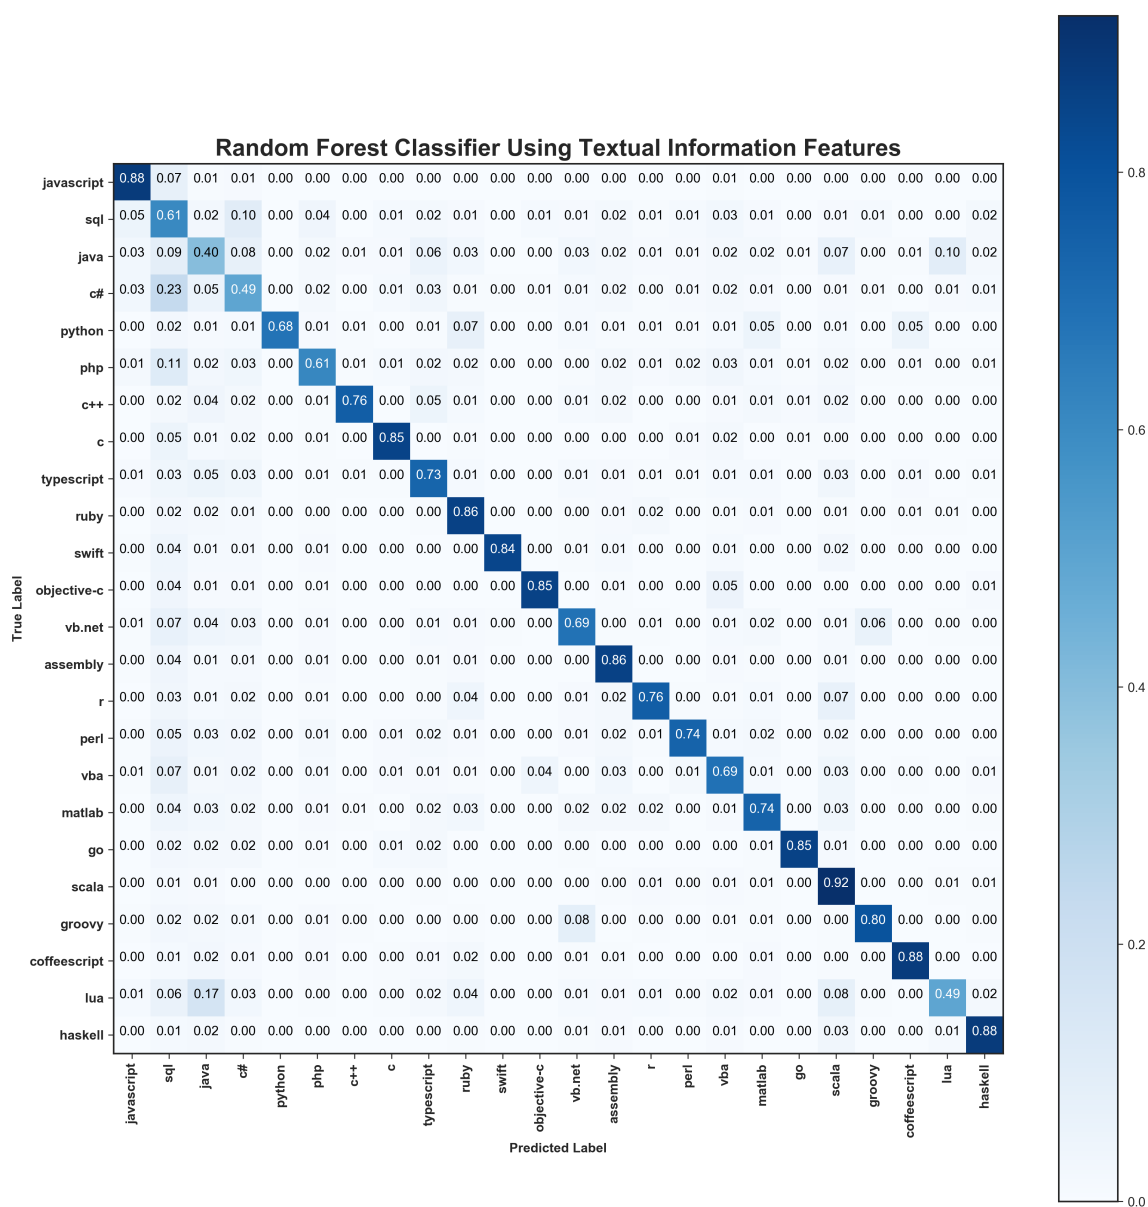 Random Forest Classifier Using Textual Information Features
javascript 0.88 0.07 0.01 0.01 0.00 0.00 0.00 0.00 0.00 0.00 0.00 0.00 0.00 0.00 0.00 0.00 0.01 0.00 0.00 0.00 0.00 0.00 0.00 0.00
sql 0.05 0.61 0.02 0.10 0.00 0.04 0.00 0.01 0.02 0.01 0.00 0.01 0.01 0.02 0.01 0.01 0.03 0.01 0.00 0.01 0.01 0.00 0.00 0.02
java 0.03 0.09 0.40 0.08 0.00 0.02 0.01 0.01 0.06 0.03 0.00 0.00 0.03 0.02 0.01 0.01 0.02 0.02 0.01 0.07 0.00 0.01 0.10 0.02
c# 0.03 0.23 0.05 0.49 0.00 0.02 0.00 0.01 0.03 0.01 0.00 0.01 0.01 0.02 0.00 0.01 0.02 0.01 0.00 0.01 0.01 0.00 0.01 0.01
python 0.00 0.02 0.01 0.01 0.68 0.01 0.01 0.00 0.01 0.07 0.00 0.00 0.01 0.01 0.01 0.01 0.01 0.05 0.00 0.01 0.00 0.05 0.00 0.00
php 0.01 0.11 0.02 0.03 0.00 0.61 0.01 0.01 0.02 0.02 0.00 0.00 0.00 0.02 0.01 0.02 0.03 0.01 0.01 0.02 0.00 0.01 0.00 0.01
c++ 0.00 0.02 0.04 0.02 0.00 0.01 0.76 0.00 0.05 0.01 0.00 0.00 0.01 0.02 0.00 0.00 0.01 0.01 0.01 0.02 0.00 0.00 0.00 0.00
c 0.00 0.05 0.01 0.02 0.00 0.01 0.00 0.85 0.00 0.01 0.00 0.00 0.00 0.00 0.00 0.01 0.02 0.00 0.01 0.00 0.00 0.00 0.00 0.00
typescript 0.01 0.03 0.05 0.03 0.00 0.01 0.01 0.00 0.73 0.01 0.00 0.00 0.01 0.01 0.01 0.01 0.01 0.01 0.00 0.03 0.00 0.01 0.00 0.01
ruby 0.00 0.02 0.02 0.01 0.00 0.00 0.00 0.00 0.00 0.86 0.00 0.00 0.00 0.01 0.02 0.00 0.01 0.01 0.00 0.01 0.00 0.01 0.01 0.00
swift 0.00 0.04 0.01 0.01 0.00 0.01 0.00 0.00 0.00 0.00 0.84 0.00 0.01 0.01 0.00 0.00 0.01 0.00 0.00 0.02 0.00 0.00 0.00 0.00
objective-c 0.00 0.04 0.01 0.01 0.00 0.01 0.00 0.00 0.00 0.00 0.00 0.85 0.00 0.01 0.00 0.00 0.05 0.00 0.00 0.00 0.00 0.00 0.00 0.01
vb.net 0.01 0.07 0.04 0.03 0.00 0.01 0.00 0.00 0.01 0.01 0.00 0.00 0.69 0.00 0.01 0.00 0.01 0.02 0.00 0.01 0.06 0.00 0.00 0.00
assembly 0.00 0.04 0.01 0.01 0.00 0.01 0.00 0.00 0.01 0.01 0.00 0.00 0.00 0.86 0.00 0.00 0.01 0.00 0.00 0.01 0.00 0.00 0.00 0.00
r 0.00 0.03 0.01 0.02 0.00 0.01 0.00 0.00 0.00 0.04 0.00 0.00 0.01 0.02 0.76 0.00 0.01 0.01 0.00 0.07 0.00 0.00 0.00 0.00
perl 0.00 0.05 0.03 0.02 0.00 0.01 0.00 0.01 0.02 0.01 0.00 0.00 0.01 0.02 0.01 0.74 0.01 0.02 0.00 0.02 0.00 0.00 0.00 0.00
vba 0.01 0.07 0.01 0.02 0.00 0.01 0.00 0.01 0.01 0.01 0.00 0.04 0.00 0.03 0.00 0.01 0.69 0.01 0.00 0.03 0.00 0.00 0.00 0.01
matlab 0.00 0.04 0.03 0.02 0.00 0.01 0.01 0.00 0.02 0.03 0.00 0.00 0.02 0.02 0.02 0.00 0.01 0.74 0.00 0.03 0.00 0.00 0.00 0.00
go 0.00 0.02 0.02 0.02 0.00 0.01 0.00 0.01 0.02 0.00 0.00 0.00 0.00 0.00 0.00 0.00 0.00 0.01 0.85 0.01 0.00 0.00 0.00 0.00
scala 0.00 0.01 0.01 0.00 0.00 0.00 0.00 0.00 0.00 0.00 0.00 0.00 0.00 0.00 0.01 0.00 0.01 0.01 0.00 0.92 0.00 0.00 0.01 0.01
groovy 0.00 0.02 0.02 0.01 0.00 0.01 0.00 0.00 0.00 0.00 0.00 0.00 0.08 0.00 0.00 0.00 0.01 0.01 0.00 0.00 0.80 0.00 0.00 0.00
coffeescript 0.00 0.01 0.02 0.01 0.00 0.00 0.00 0.00 0.01 0.02 0.00 0.00 0.01 0.01 0.00 0.00 0.01 0.00 0.00 0.01 0.00 0.88 0.00 0.00
lua 0.01 0.06 0.17 0.03 0.00 0.00 0.00 0.00 0.02 0.04 0.00 0.00 0.01 0.01 0.01 0.00 0.02 0.01 0.00 0.08 0.00 0.00 0.49 0.02
haskell 0.00 0.01 0.02 0.00 0.00 0.00 0.00 0.00 0.00 0.00 0.00 0.00 0.01 0.01 0.00 0.00 0.01 0.00 0.00 0.03 0.00 0.00 0.01 0.88
True Label
javascript sql java c# python php c++ c typescript ruby swift objective-c vb.net assembly r perl vba matlab go scala groovy coffeescript lua haskell
Predicted Label
0.8
0.6
0.4
0.2
0.0